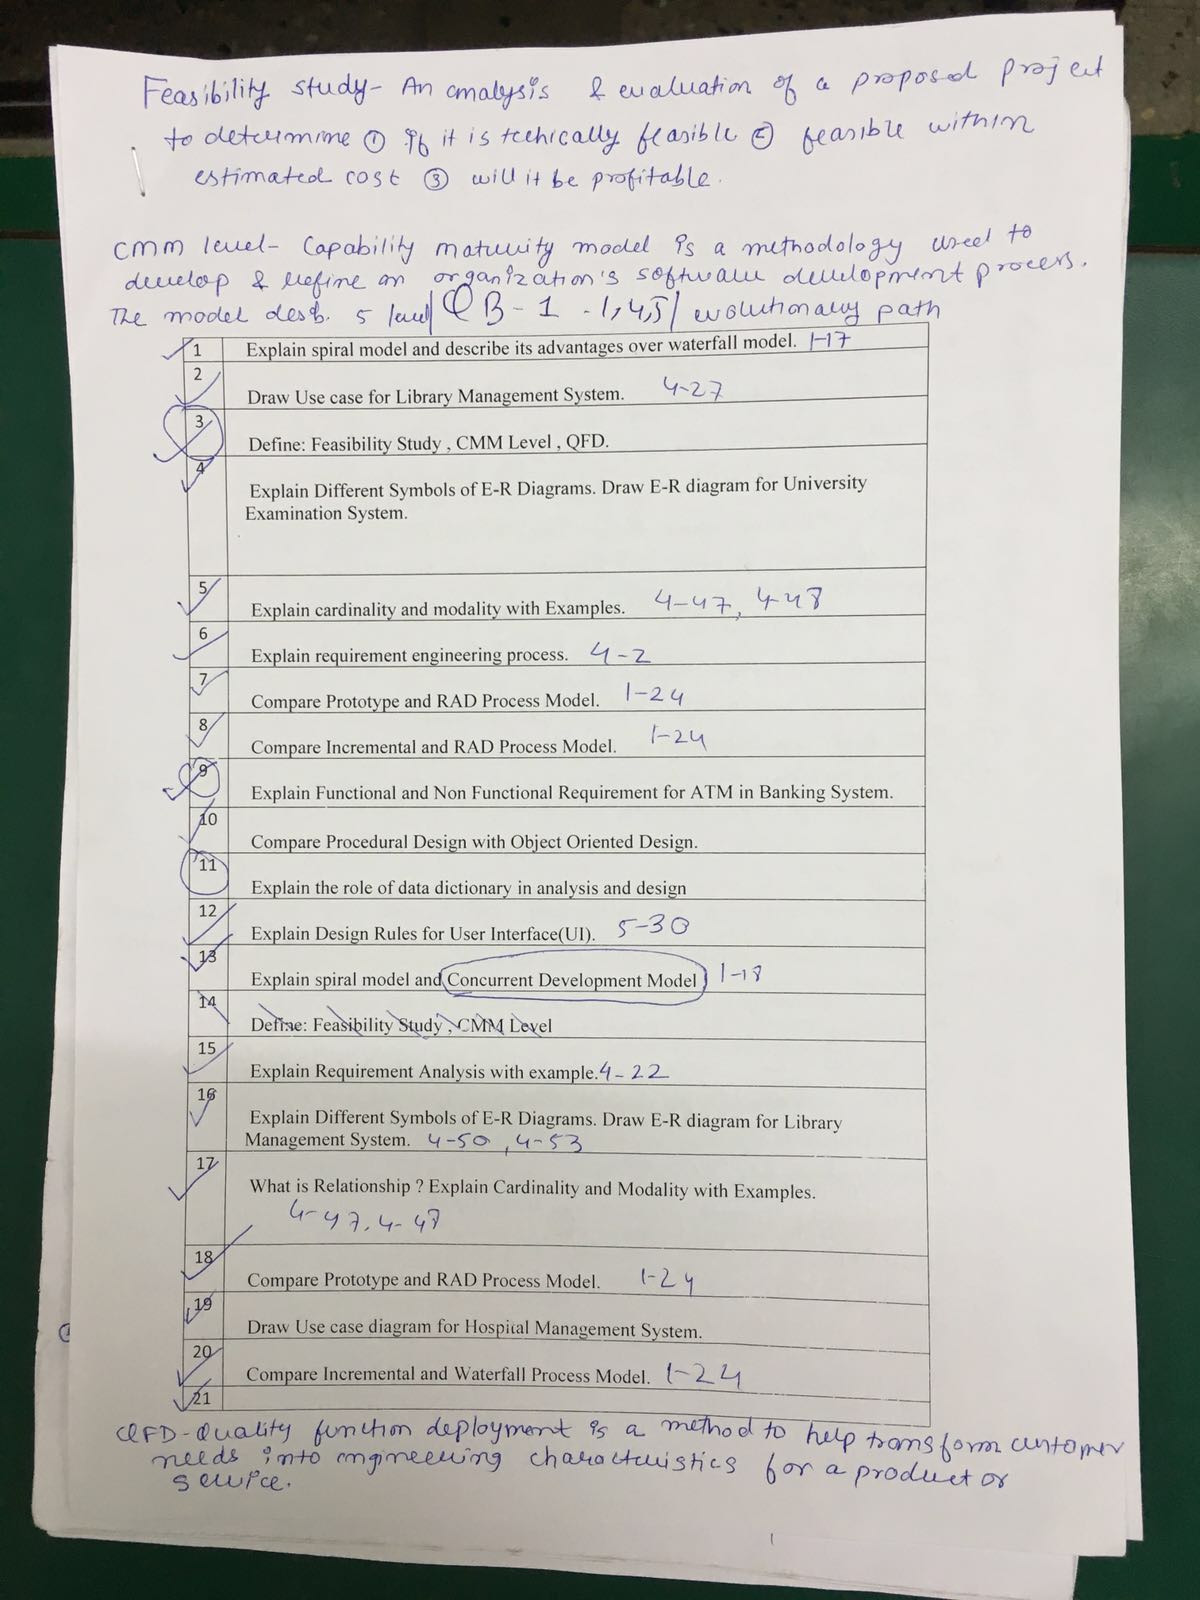 Feasibility study- An analysis & evaluation of a proposed project
to determine ① if it is techically feasible ② feasible within
estimated cost ③ will it be profitable.
CMM level- Capability maturity model is a methodology used to
develop & refine an organization's software development process.
The model desb. 5 level evolutionary path
QB-1 - 1,4,5
1 Explain spiral model and describe its advantages over waterfall model. 1-17
2 Draw Use case for Library Management System. 4-27
3 Define: Feasibility Study , CMM Level , QFD.
4 Explain Different Symbols of E-R Diagrams. Draw E-R diagram for University
Examination System.
5 Explain cardinality and modality with Examples. 4-47, 4-48
6 Explain requirement engineering process. 4-2
7 Compare Prototype and RAD Process Model. 1-24
8 Compare Incremental and RAD Process Model. 1-24
9 Explain Functional and Non Functional Requirement for ATM in Banking System.
10 Compare Procedural Design with Object Oriented Design.
11 Explain the role of data dictionary in analysis and design
12 Explain Design Rules for User Interface(UI). 5-30
13 Explain spiral model and Concurrent Development Model 1-18
14 Define: Feasibility Study , CMM Level
15 Explain Requirement Analysis with example. 4-22
16 Explain Different Symbols of E-R Diagrams. Draw E-R diagram for Library
Management System. 4-50, 4-53
17 What is Relationship ? Explain Cardinality and Modality with Examples.
4-47, 4-48
18 Compare Prototype and RAD Process Model. 1-24
19 Draw Use case diagram for Hospital Management System.
20 Compare Incremental and Waterfall Process Model. 1-24
21
QFD-Quality function deployment is a method to help transform customer
needs into engineering characteristics for a product or
service.
1